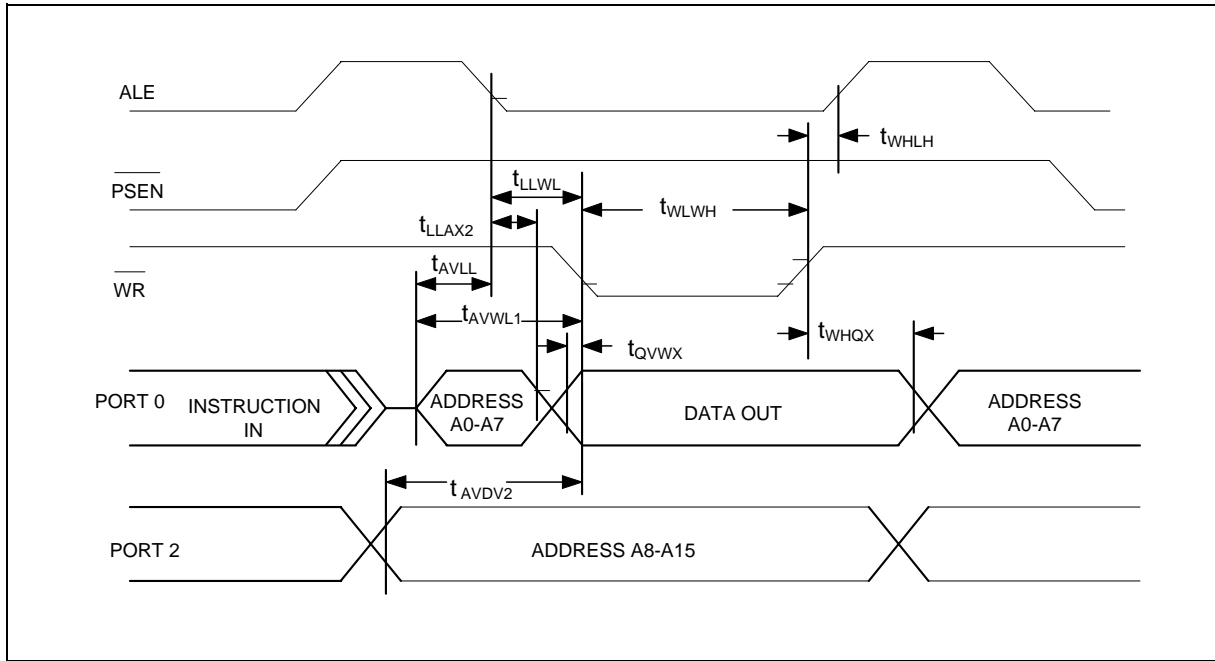 ALE
tWHLH
PSEN
tLLWL
tWLWH
tLLAX2
tAVLL
WR
tAVWL1
tWHQX
tQVWX
PORT 0
INSTRUCTION
IN
ADDRESS
A0-A7
DATA OUT
ADDRESS
A0-A7
tAVDV2
PORT 2
ADDRESS A8-A15